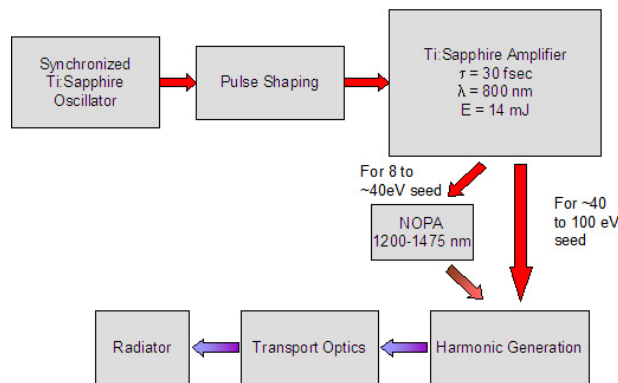 Synchronized
Ti:Sapphire
Oscillator
Pulse Shaping
Ti:Sapphire Amplifier
τ = 30 fsec
λ = 800 nm
E = 14 mJ
For 8 to
~40eV seed
For ~40
to 100 eV
seed
NOPA
1200-1475 nm
Radiator
Transport Optics
Harmonic Generation